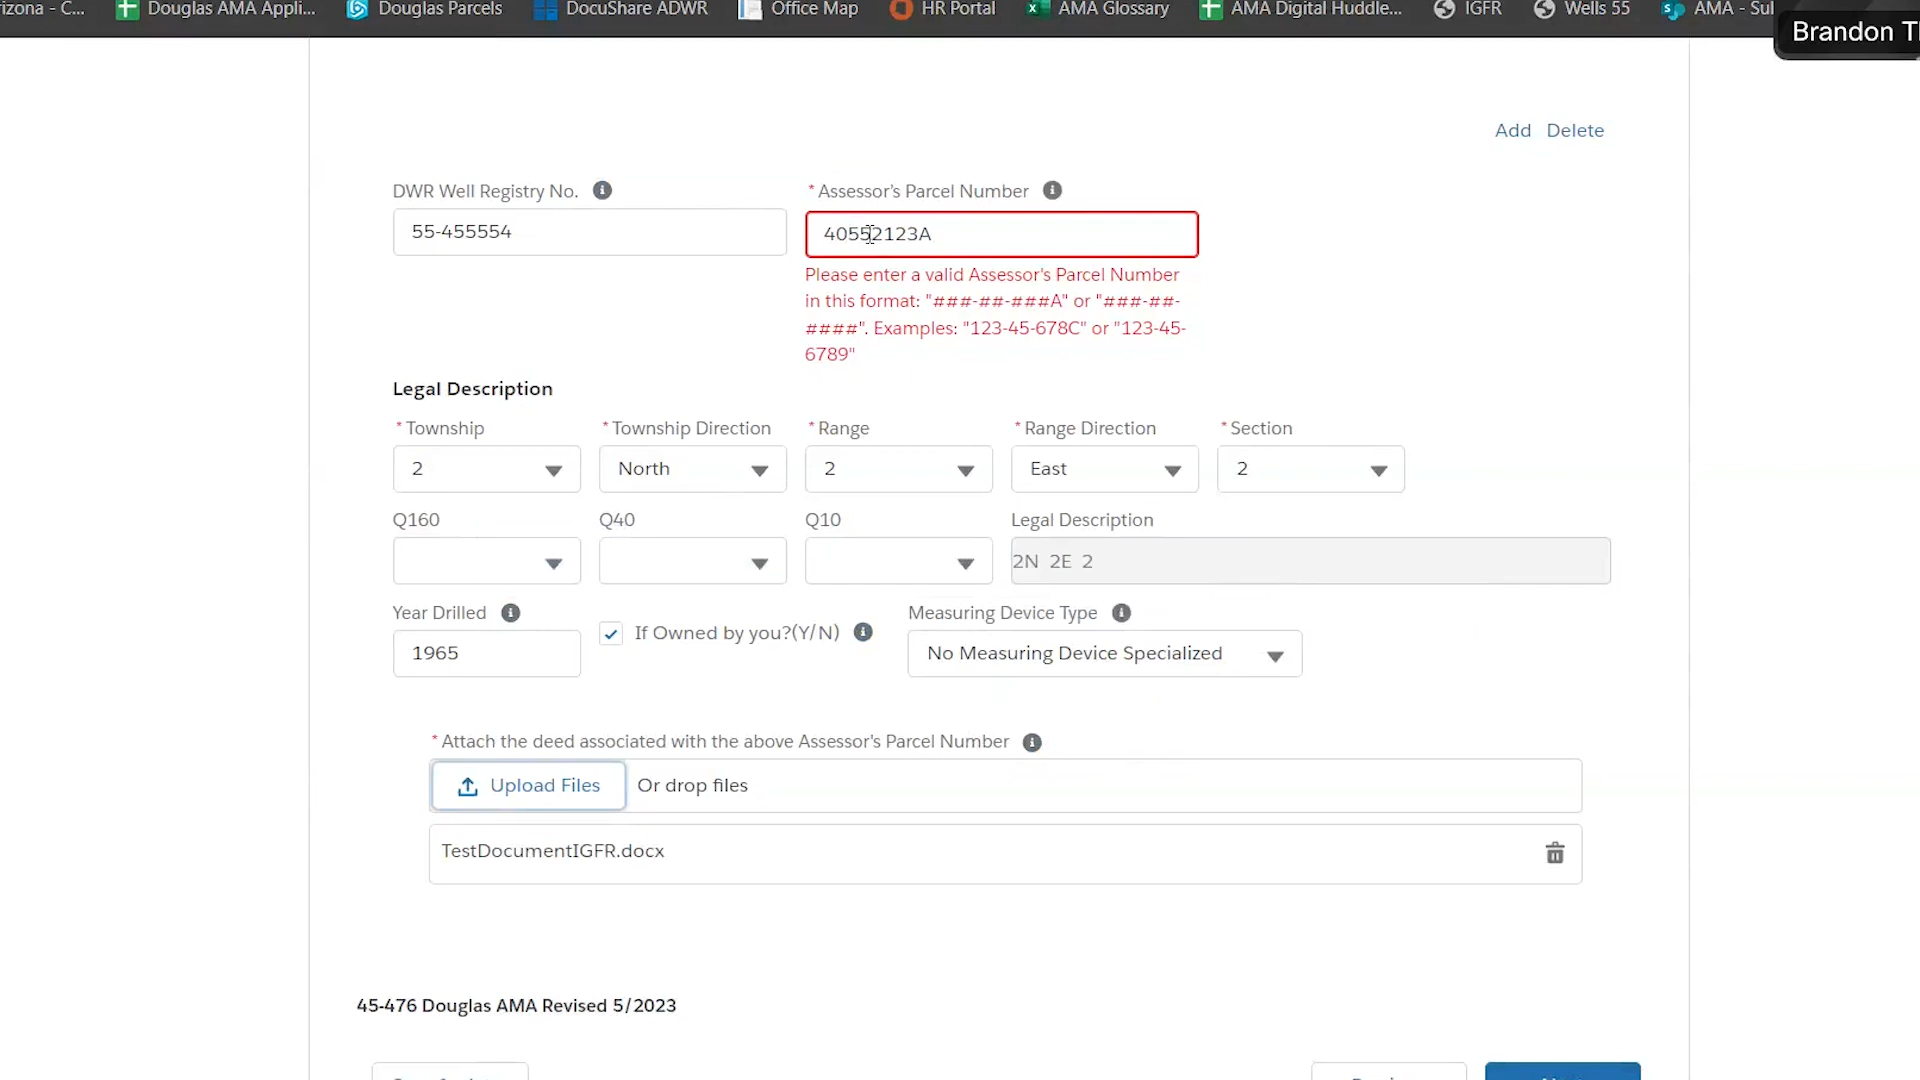 rizona - C... Douglas AMA Appli... Douglas Parcels DocuShare ADWR Office Map HR Portal AMA Glossary AMA Digital Huddle... IGFR Wells 55 AMA - Sul
Brandon Tl
Add Delete
DWR Well Registry No. *Assessor's Parcel Number
55-455554 40552123A
Please enter a valid Assessor's Parcel Number
in this format: "###-##-###A" or "###-##-
####". Examples: "123-45-678C" or "123-45-
6789"
Legal Description
*Township *Township Direction *Range *Range Direction *Section
2 North 2 East 2
Q160 Q40 Q10 Legal Description
2N 2E 2
Year Drilled If Owned by you?(Y/N) Measuring Device Type
1965 No Measuring Device Specialized
*Attach the deed associated with the above Assessor's Parcel Number
Upload Files Or drop files
TestDocumentIGFR.docx
45-476 Douglas AMA Revised 5/2023